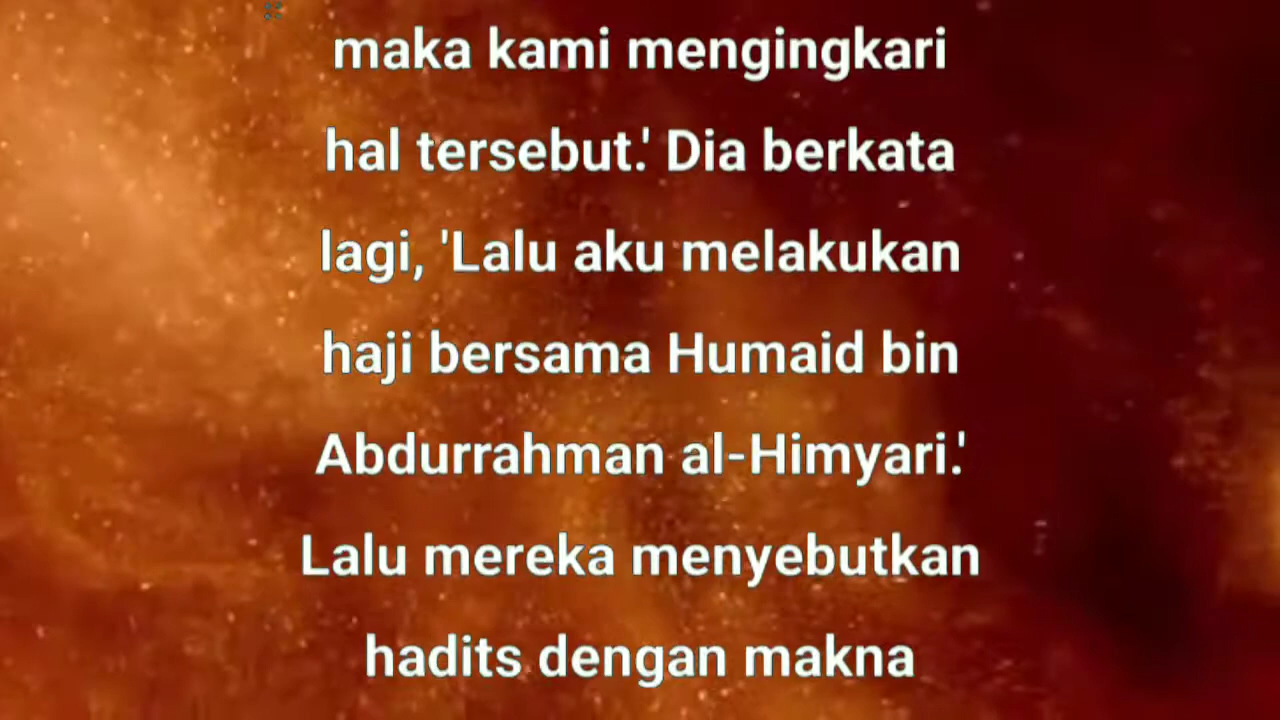 maka kami mengingkari
hal tersebut.' Dia berkata
lagi, 'Lalu aku melakukan
haji bersama Humaid bin
Abdurrahman al-Himyari.'
Lalu mereka menyebutkan
hadits dengan makna